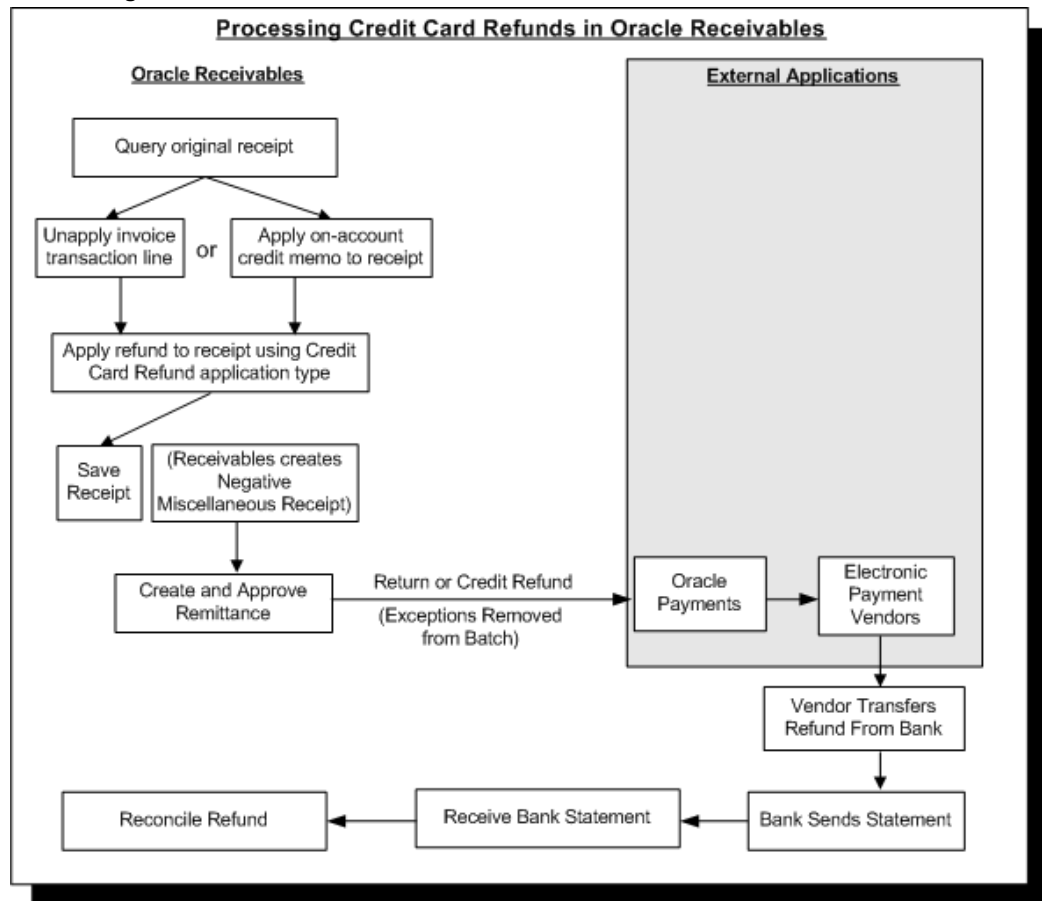 Processing Credit Card Refunds in Oracle Receivables
Oracle Receivables
External Applications
Query original receipt
Unapply invoice
transaction line
or
Apply on-account
credit memo to receipt
Apply refund to receipt using Credit
Card Refund application type
Save
Receipt
(Receivables creates
Negative
Miscellaneous Receipt)
Create and Approve
Remittance
Return or Credit Refund
(Exceptions Removed
from Batch)
Oracle
Payments
Electronic
Payment
Vendors
Vendor Transfers
Refund From Bank
Bank Sends Statement
Receive Bank Statement
Reconcile Refund